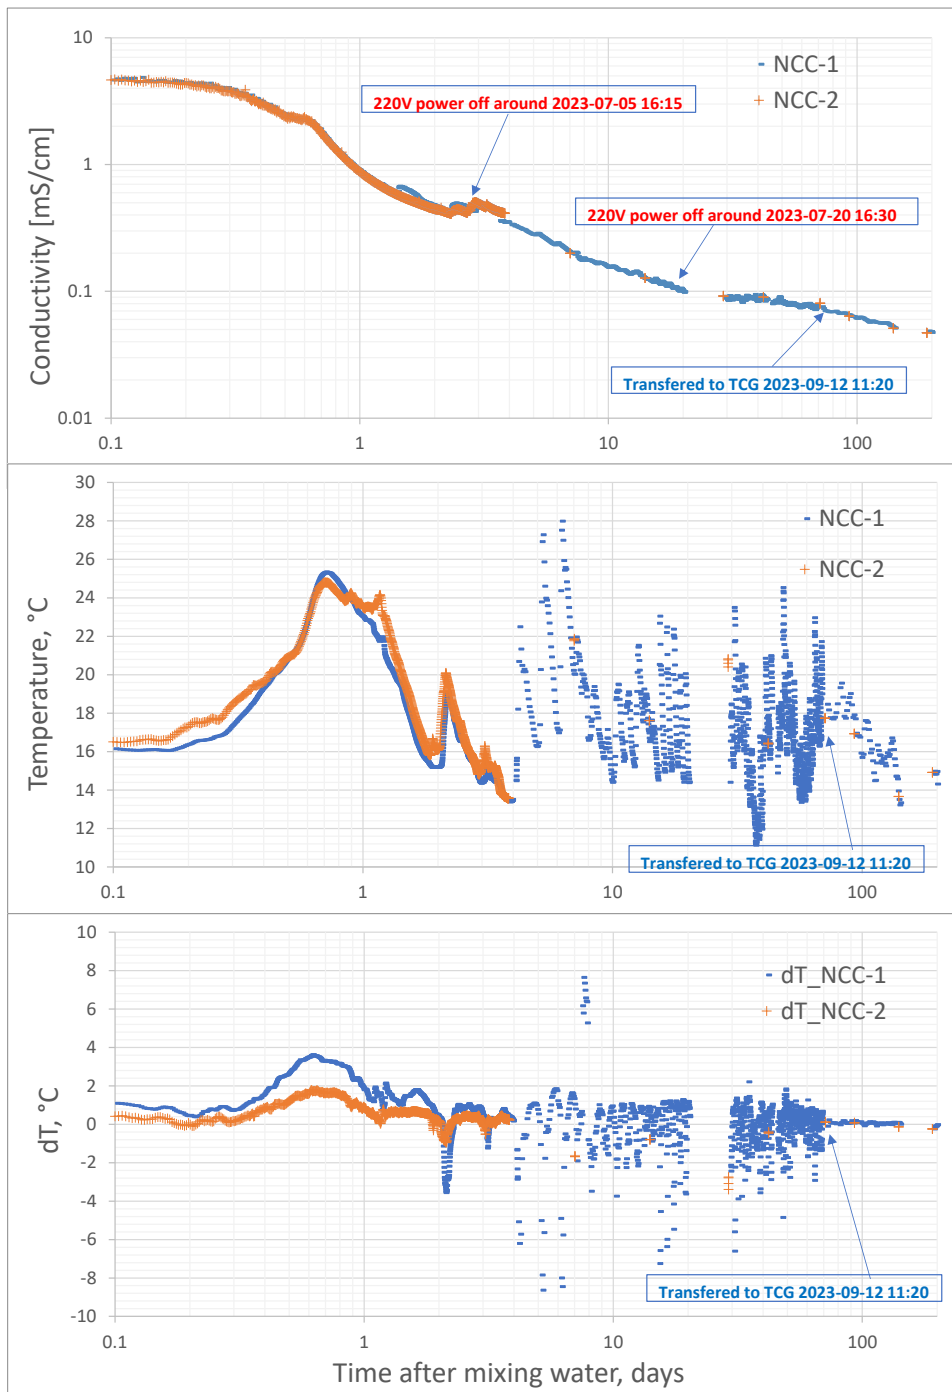 10
1
0.1
0.01
0.1
1
10
100
Conductivity [mS/cm]
NCC-1
NCC-2
220V power off around 2023-07-05 16:15
220V power off around 2023-07-20 16:30
Transfered to TCG 2023-09-12 11:20
30
28
26
24
22
20
18
16
14
12
10
0.1
1
10
100
Temperature, °C
NCC-1
NCC-2
Transfered to TCG 2023-09-12 11:20
10
8
6
4
2
0
-2
-4
-6
-8
-10
0.1
1
10
100
dT, °C
dT_NCC-1
dT_NCC-2
Transfered to TCG 2023-09-12 11:20
Time after mixing water, days